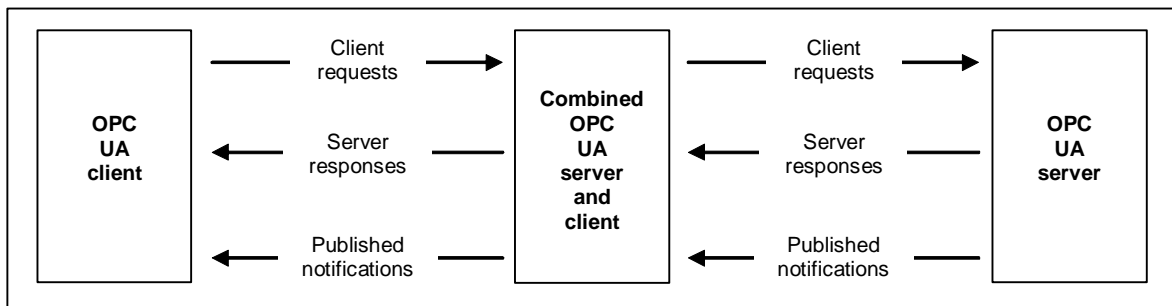 OPC
UA
client
Client
requests
Server
responses
Published
notifications
Combined
OPC
UA
server
and
client
Client
requests
Server
responses
Published
notifications
OPC
UA
server